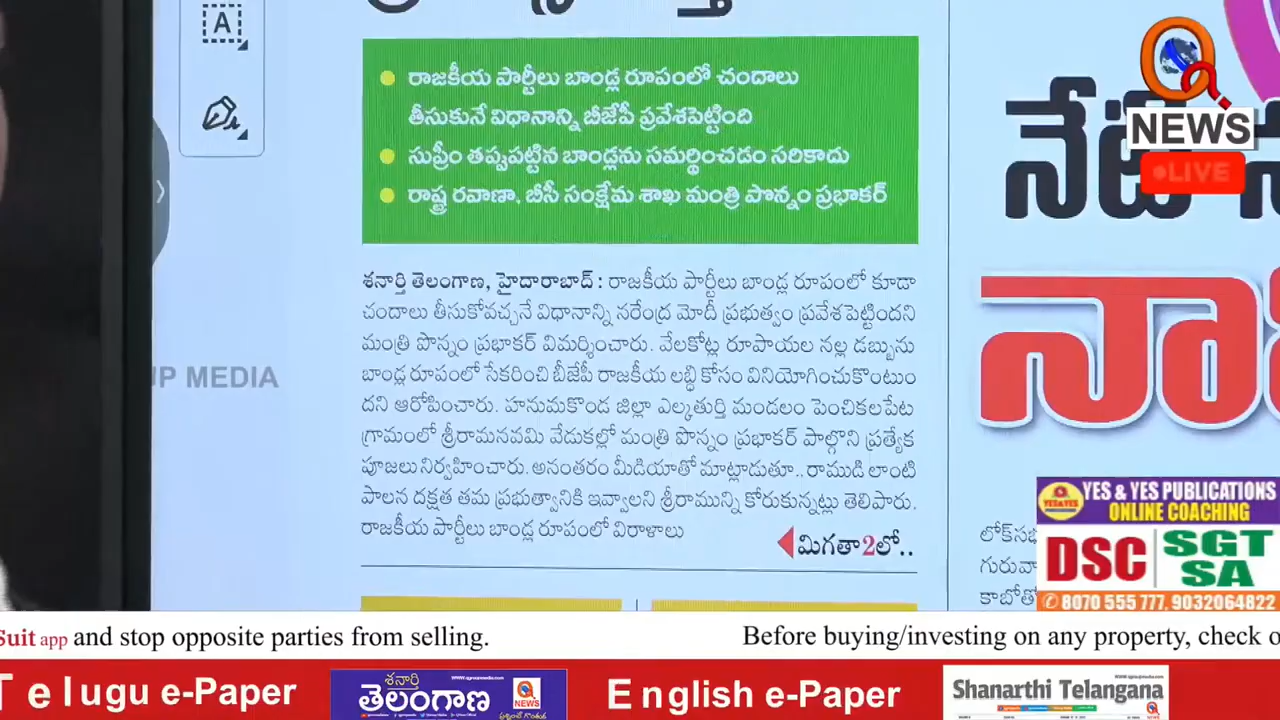 A
రాజకీయ పార్టీలు బాండ్ల రూపంలో చందాలు
తీసుకునే విధానాన్ని బీజేపీ ప్రవేశపెట్టింది
సుప్రీం తప్పుపట్టిన బాండ్లను సమర్థించడం సరికాదు
రాష్ట్ర రవాణా, బీసీ సంక్షేమ శాఖ మంత్రి పొన్నం ప్రభాకర్
శనార్తి తెలంగాణ, హైదారాబాద్ : రాజకీయ పార్టీలు బాండ్ల రూపంలో కూడా
చందాలు తీసుకోవచ్చనే విధానాన్ని నరేంద్ర మోదీ ప్రభుత్వం ప్రవేశపెట్టిందని
మంత్రి పొన్నం ప్రభాకర్ విమర్శించారు. వేలకోట్ల రూపాయల నల్ల డబ్బును
బాండ్ల రూపంలో సేకరించి బీజేపీ రాజకీయ లబ్ధి కోసం వినియోగించుకొంటుం
దని ఆరోపించారు. హనుమకొండ జిల్లా ఎల్కతుర్తి మండలం పెంచికలపేట
గ్రామంలో శ్రీరామనవమి వేడుకల్లో మంత్రి పొన్నం ప్రభాకర్ పాల్గొని ప్రత్యేక
పూజలు నిర్వహించారు. అనంతరం మీడియాతో మాట్లాడుతూ.. రాముడి లాంటి
పాలన దక్షత తమ ప్రభుత్వానికి ఇవ్వాలని శ్రీరామున్ని కోరుకున్నట్లు తెలిపారు.
రాజకీయ పార్టీలు బాండ్ల రూపంలో విరాళాలు
మిగతా 2లో..
UP MEDIA
NEWS
LIVE
లోక్‌సభ
గురువా
కాబోతో
YES & YES PUBLICATIONS
ONLINE COACHING
DSC SGT
SA
8070 555 777, 9032064822
Suit app and stop opposite parties from selling. Before buying/investing on any property, check o
Telugu e-Paper
శనార్తి
తెలంగాణ
NEWS
English e-Paper
Shanarthi Telangana